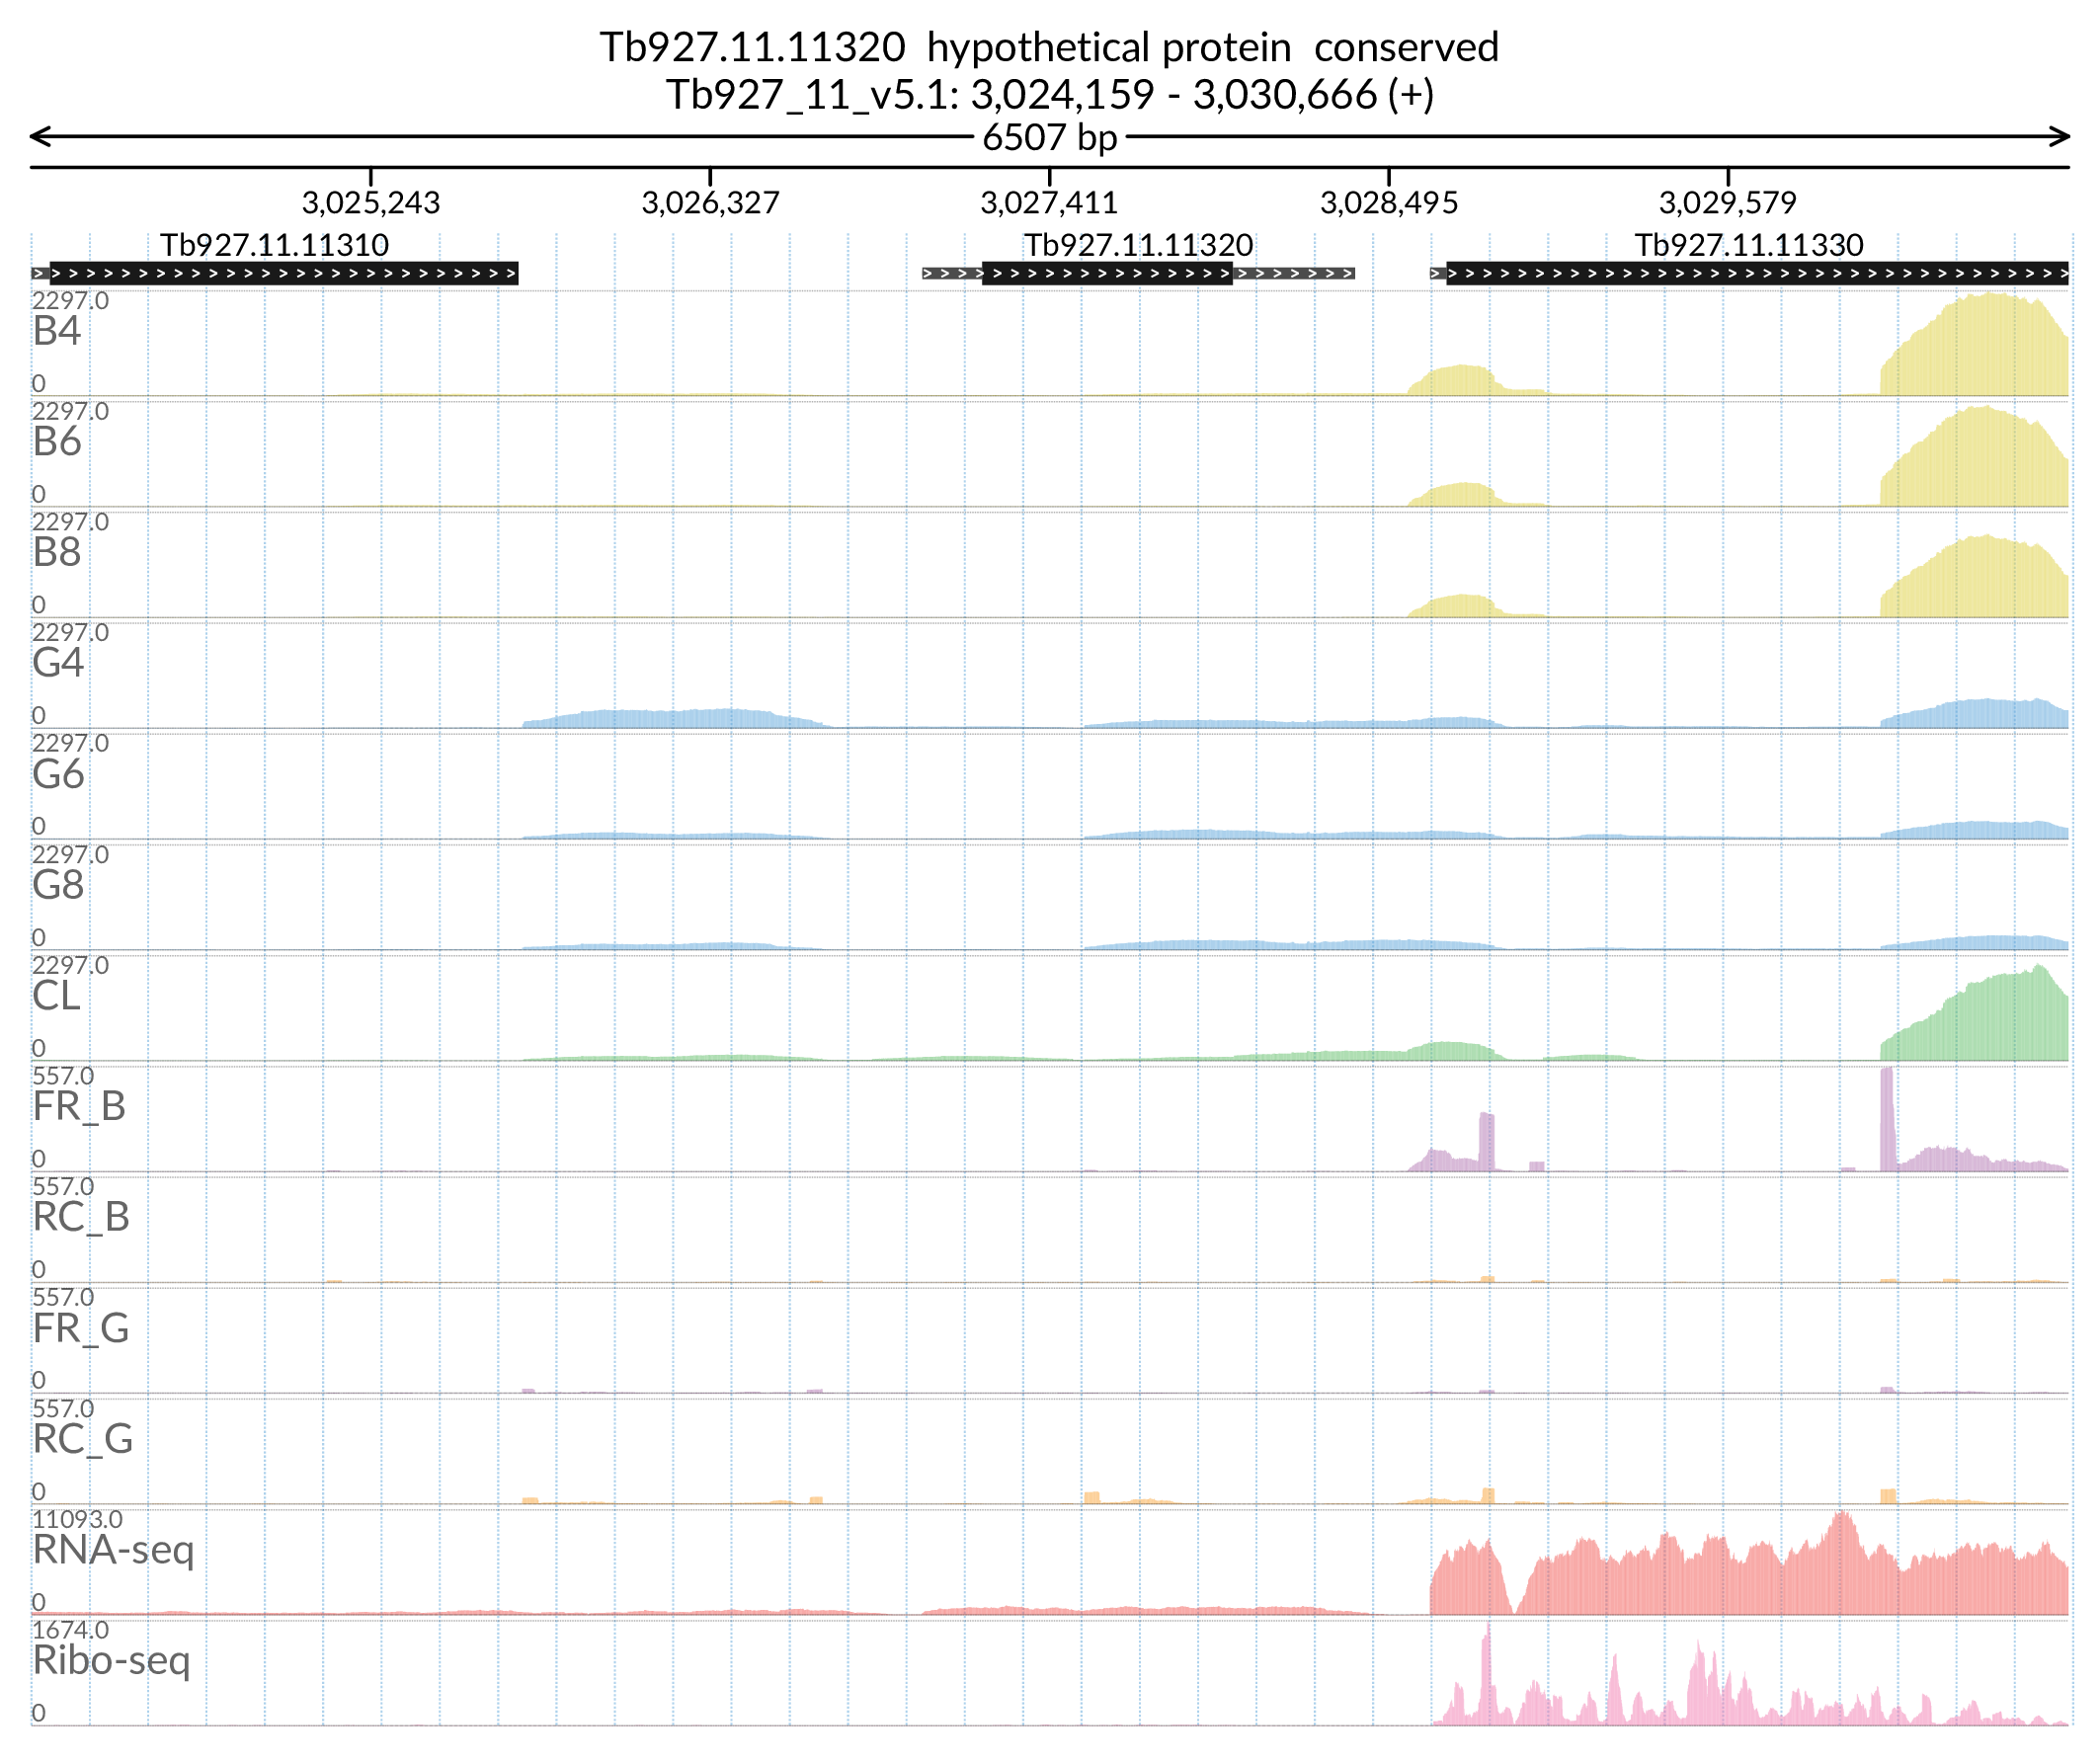 Tb927.11.11320 hypothetical protein conserved
Tb927_11_v5.1: 3,024,159 - 3,030,666 (+)
6507 bp
3,025,243 3,026,327 3,027,411 3,028,495 3,029,579
Tb927.11.11310 Tb927.11.11320 Tb927.11.11330
2297.0
B4
0
2297.0
B6
0
2297.0
B8
0
2297.0
G4
0
2297.0
G6
0
2297.0
G8
0
2297.0
CL
0
557.0
FR_B
0
557.0
RC_B
0
557.0
FR_G
0
557.0
RC_G
0
11093.0
RNA-seq
0
1674.0
Ribo-seq
0